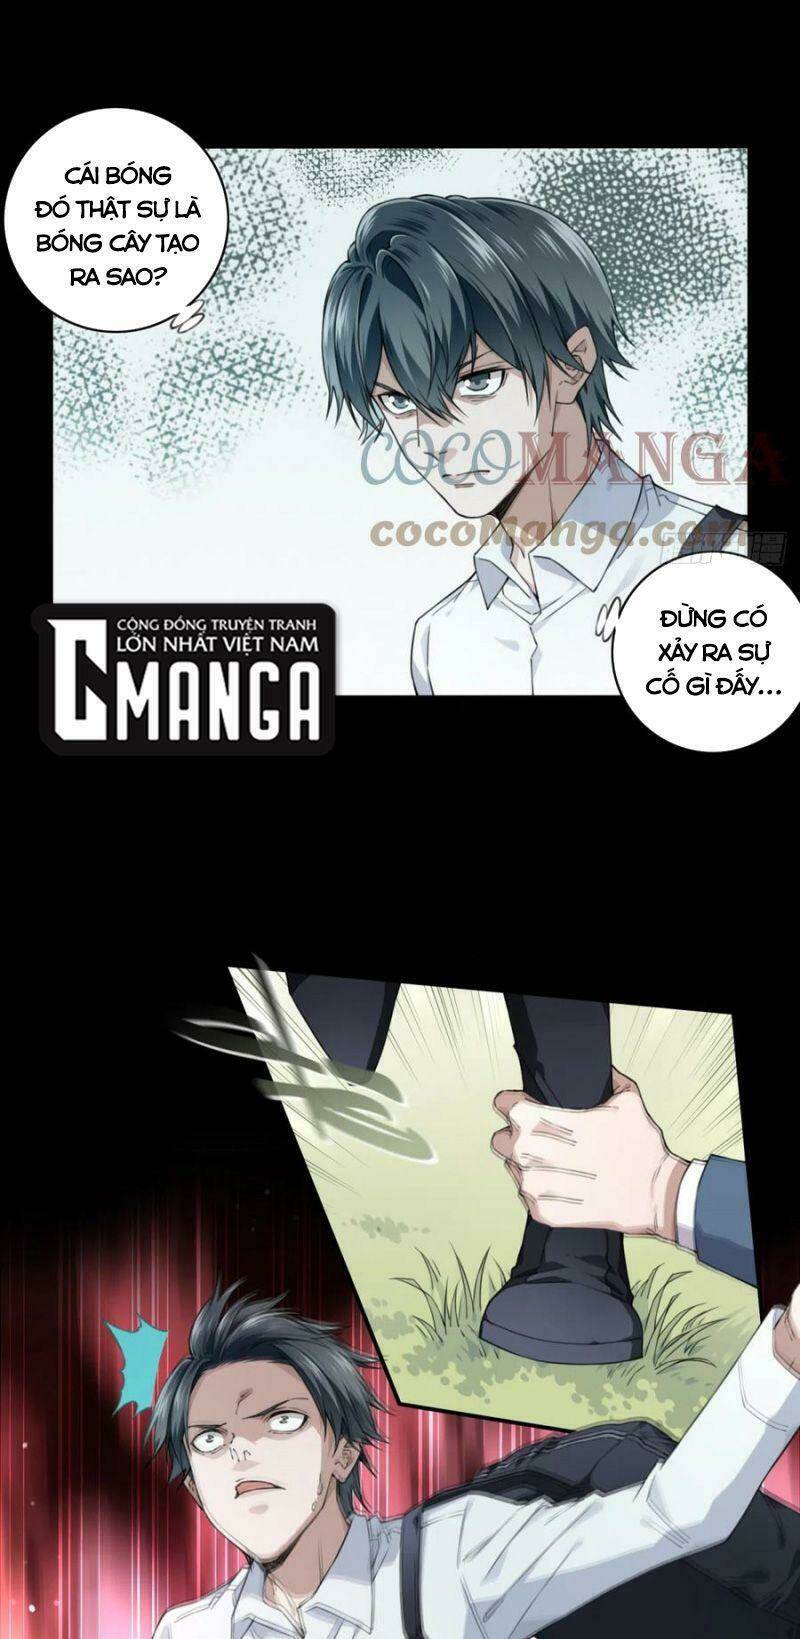 CÁI BÓNG
ĐÓ THẬT SỰ LÀ
BÓNG CÂY TẠO
RA SAO?
COCOMANGA
cocoManga.com
ĐỪNG CÓ
XẢY RA SỰ
CỐ GÌ ĐẤY...
CỘNG ĐỒNG TRUYỆN TRANH
LỚN NHẤT VIỆT NAM
CMANGA